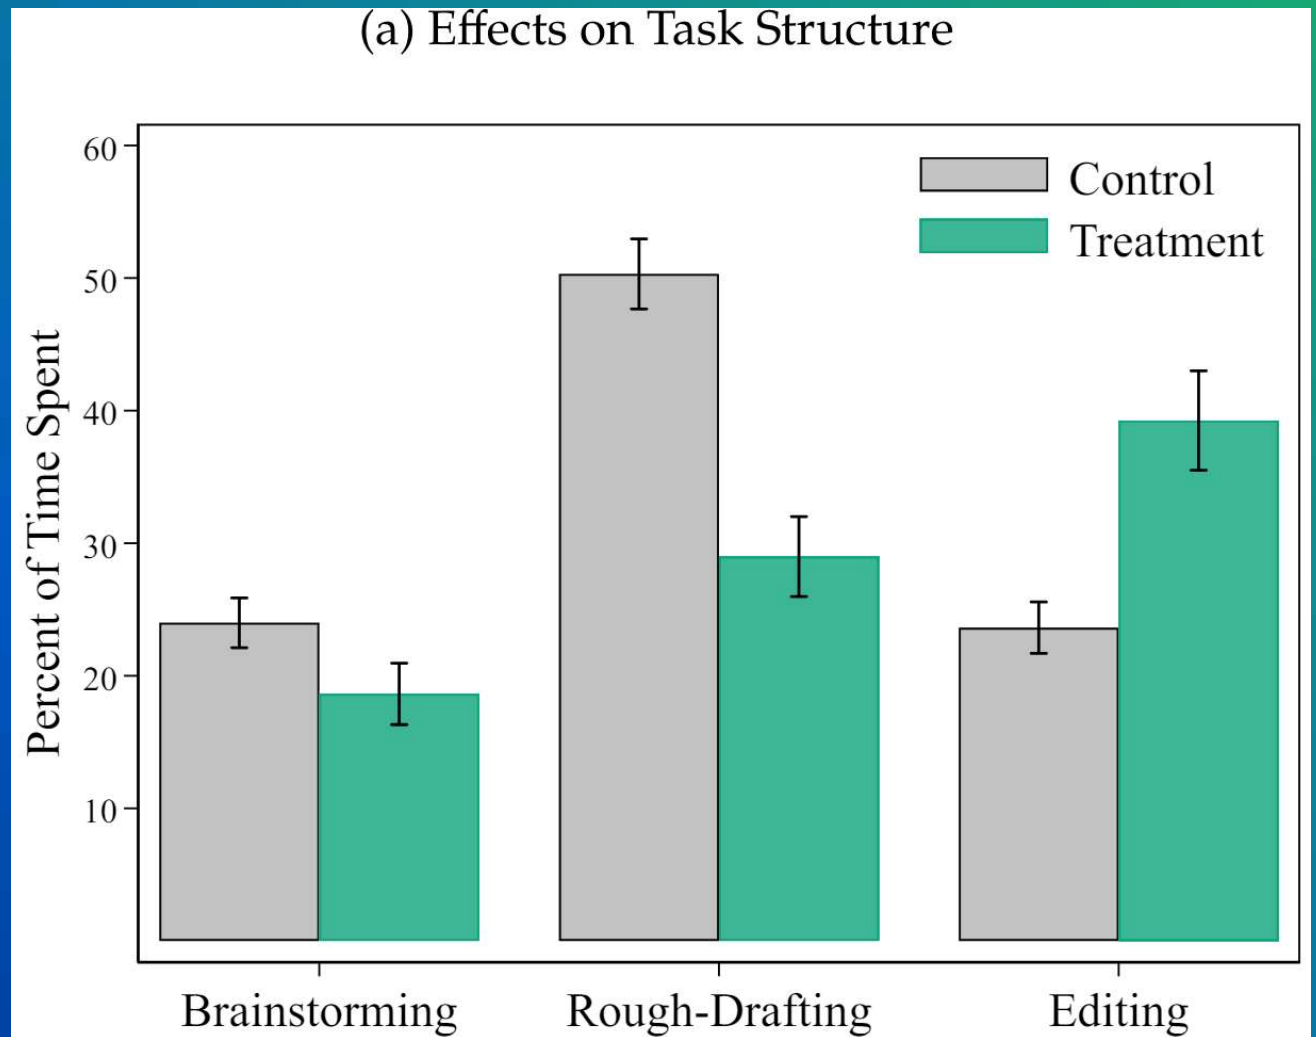 (a) Effects on Task Structure
60
50
40
30
20
10
Percent of Time Spent
Control
Treatment
Brainstorming
Rough-Drafting
Editing